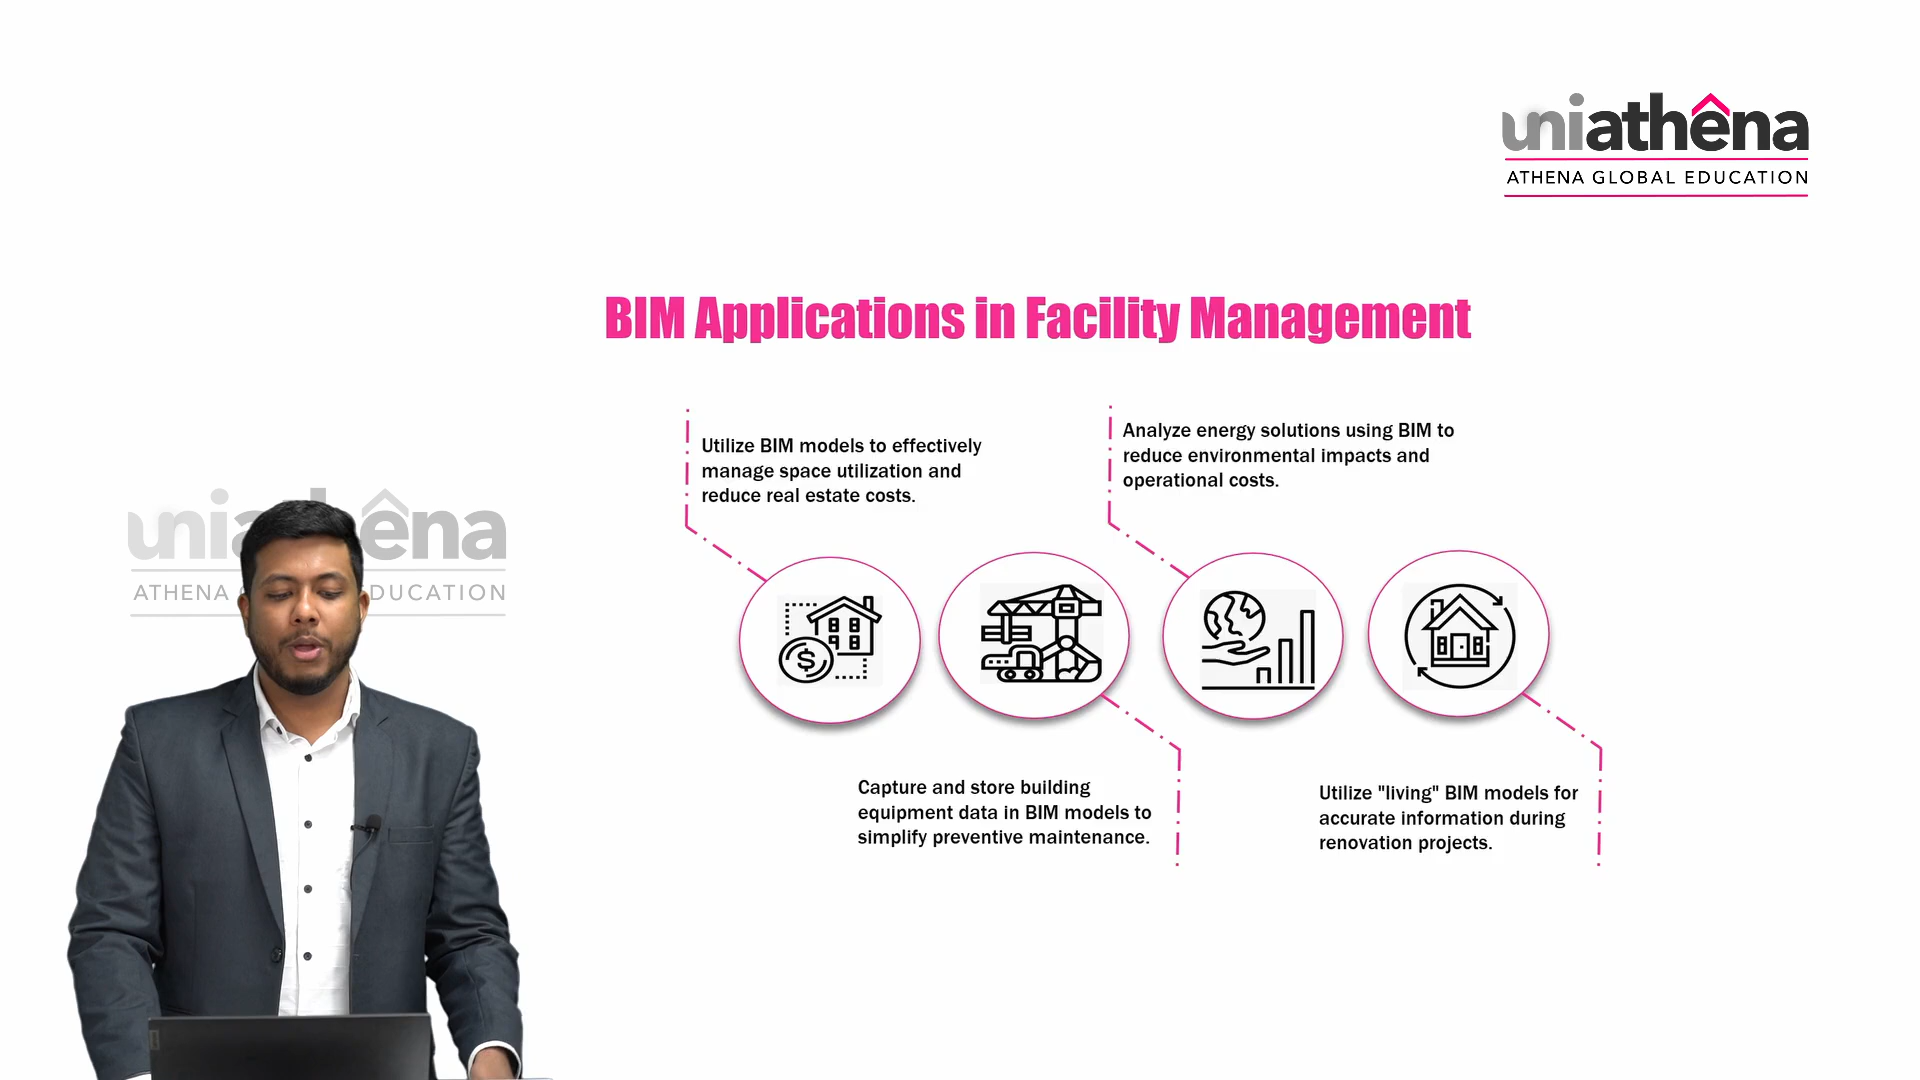 uniathena
ATHENA GLOBAL EDUCATION
BIM Applications in Facility Management
Utilize BIM models to effectively
manage space utilization and
reduce real estate costs.
Analyze energy solutions using BIM to
reduce environmental impacts and
operational costs.
$
Capture and store building
equipment data in BIM models to
simplify preventive maintenance.
Utilize "living" BIM models for
accurate information during
renovation projects.
ATHENA